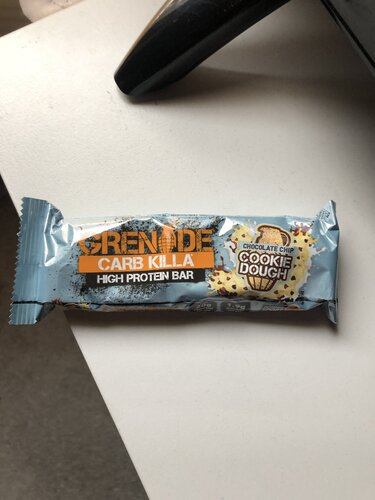 GRENADE
CARB KILLA
HIGH PROTEIN BAR
CHOCOLATE CHIP
COOKIE
DOUGH